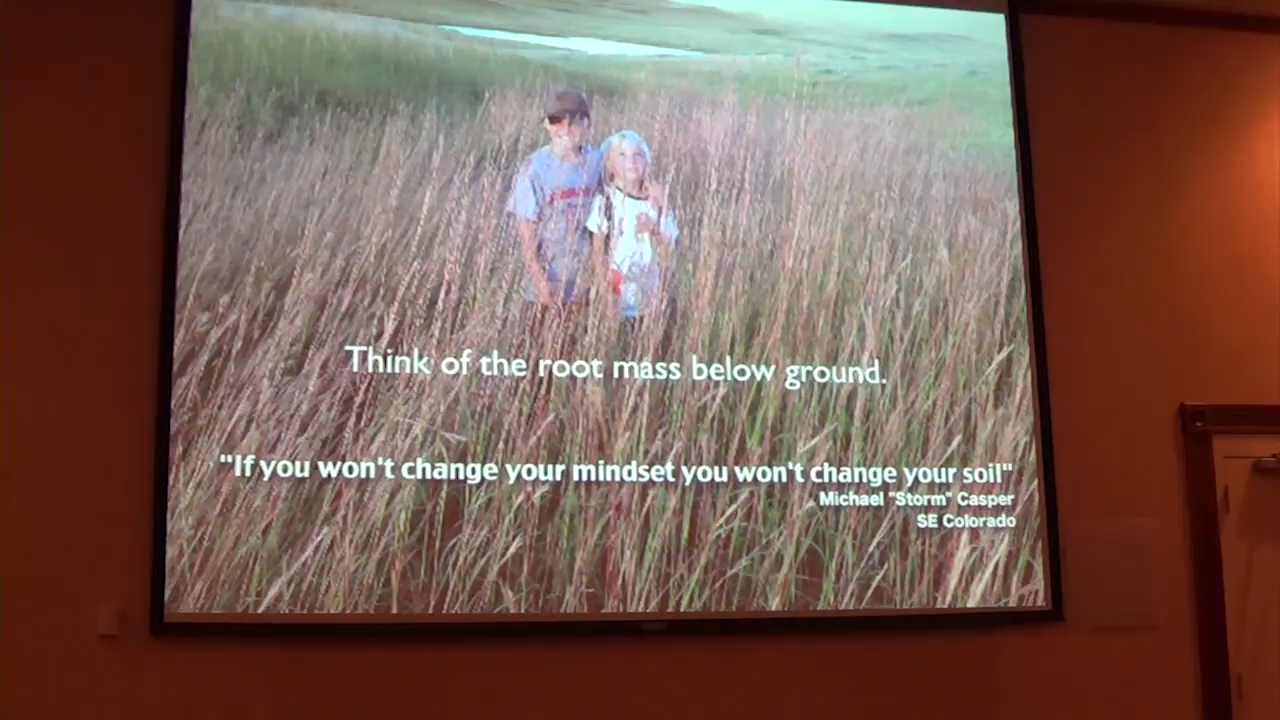 Think of the root mass below ground.
"If you won't change your mindset you won't change your soil"
Michael "Storm" Casper
SE Colorado